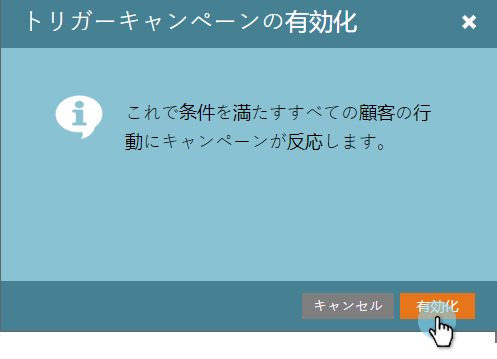 トリガーキャンペーンの有効化
これで条件を満たすすべての顧客の行
動にキャンペーンが反応します。
キャンセル
有効化